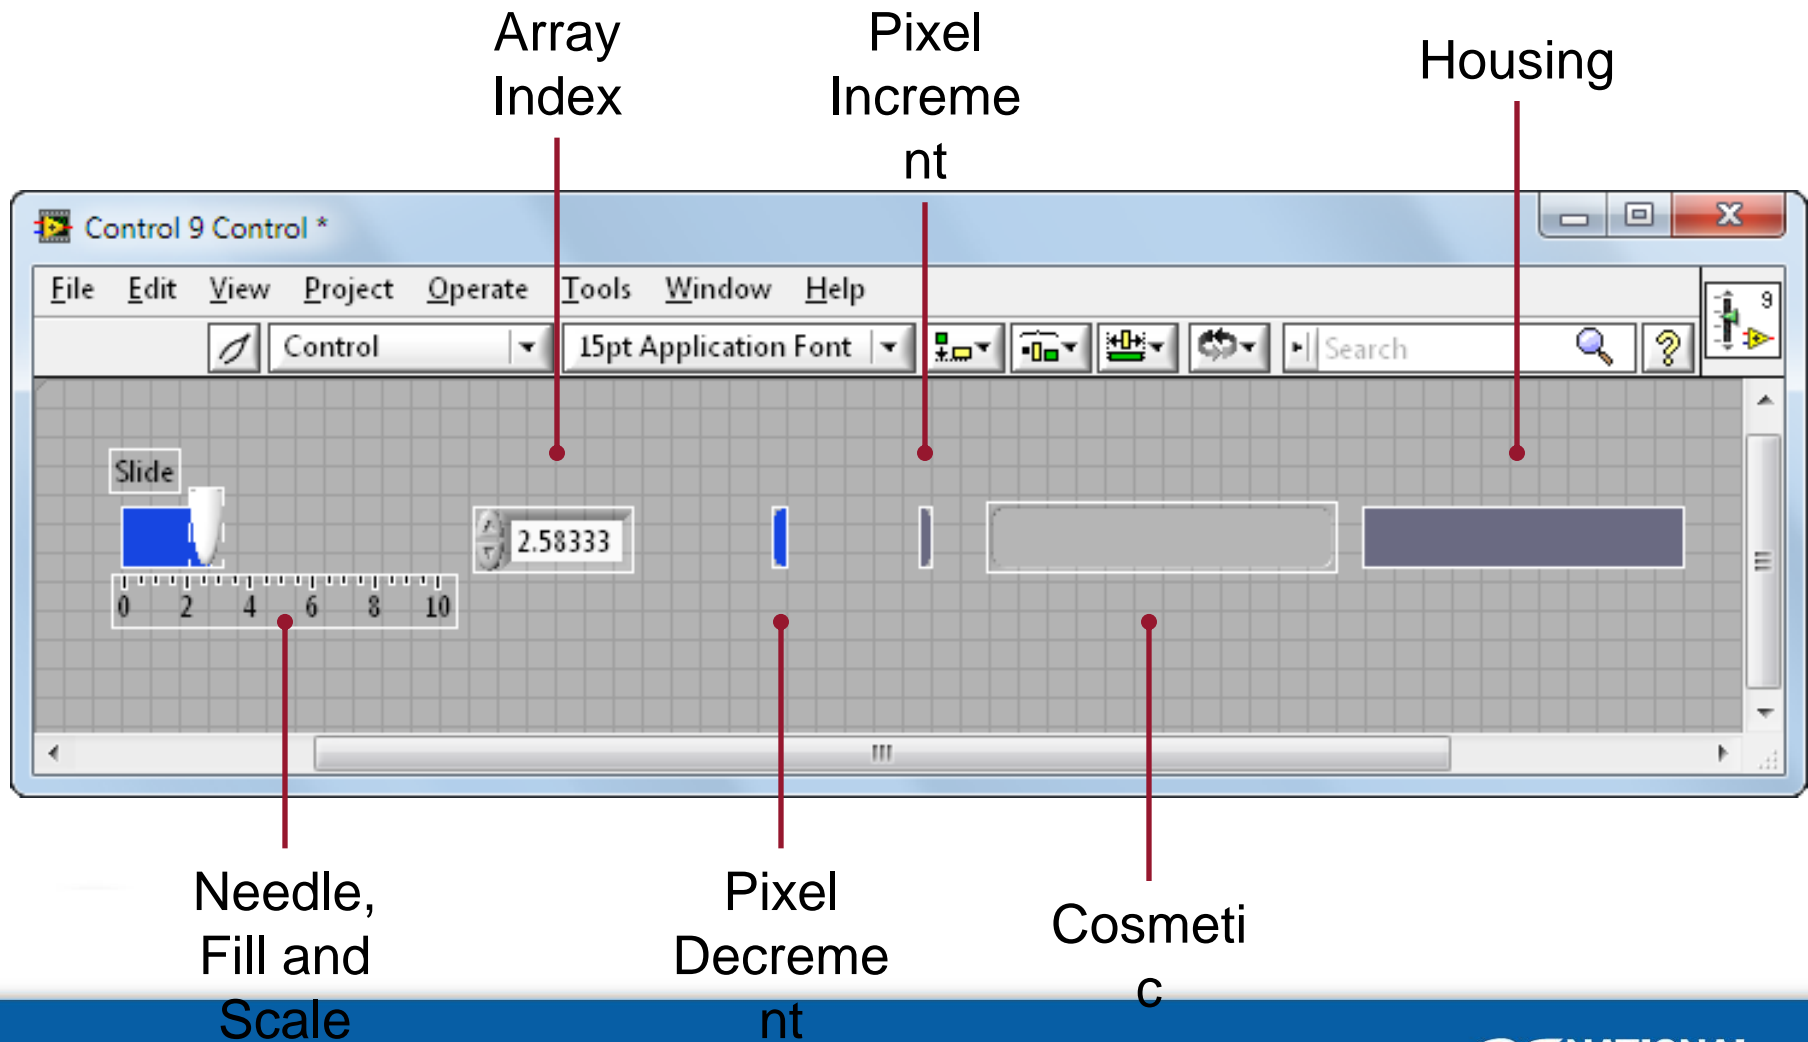 Array
Index
Pixel
Increme
nt
Housing
Control 9 Control *
File Edit View Project Operate Tools Window Help
9
Control
15pt Application Font
Search
?
Slide
2.58333
0 2 4 6 8 10
Needle,
Fill and
Scale
Pixel
Decreme
nt
Cosmeti
c